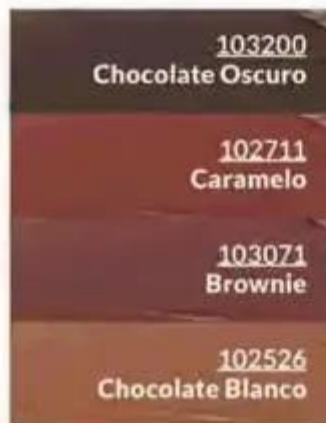 103200
Chocolate Oscuro
102711
Caramelo
103071
Brownie
102526
Chocolate Blanco